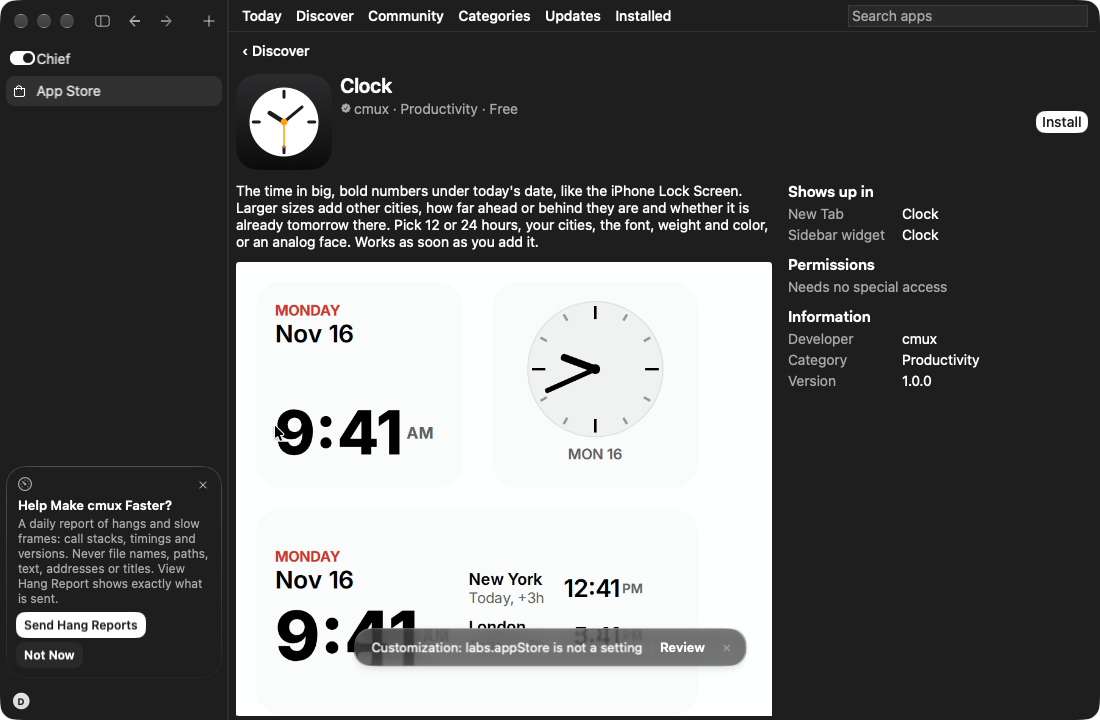 Today Discover Community Categories Updates Installed
Search apps
Chief
App Store
‹ Discover
Clock
cmux · Productivity · Free
Install
The time in big, bold numbers under today's date, like the iPhone Lock Screen.
Larger sizes add other cities, how far ahead or behind they are and whether it is
already tomorrow there. Pick 12 or 24 hours, your cities, the font, weight and color,
or an analog face. Works as soon as you add it.
MONDAY
Nov 16
9:41 AM
MON 16
MONDAY
Nov 16
9:41 AM
New York
Today, +3h
12:41 PM
London
Shows up in
New Tab Clock
Sidebar widget Clock
Permissions
Needs no special access
Information
Developer cmux
Category Productivity
Version 1.0.0
Help Make cmux Faster?
A daily report of hangs and slow
frames: call stacks, timings and
versions. Never file names, paths,
text, addresses or titles. View
Hang Report shows exactly what
is sent.
Send Hang Reports
Not Now
Customization: labs.appStore is not a setting Review
D